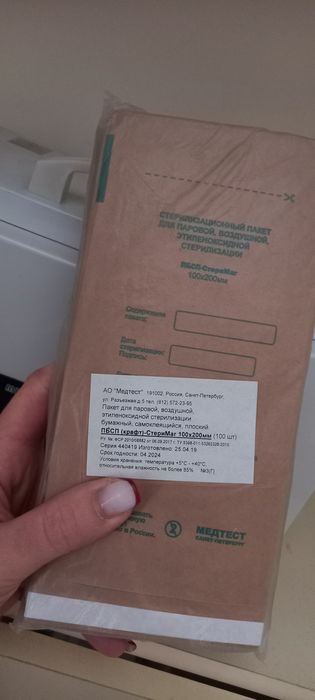 СТЕРИЛИЗАЦИОННЫЙ ПАКЕТ
ДЛЯ ПАРОВОЙ, ВОЗДУШНОЙ,
ЭТИЛЕНОКСИДНОЙ
СТЕРИЛИЗАЦИИ
ПБСП-СтериМаг
100х200мм
Содержимое
пакета:
Дата
стерилизации:
Подпись:
АО "Медтест" 191002, Россия, Санкт-Петербург,
ул. Разъезжая д.5 тел. (812) 572-23-65
Пакет для паровой, воздушной,
этиленоксидной стерилизации
бумажный, самоклеящийся, плоский
ПБСП (крафт)-СтериМаг 100х200мм (100 шт)
Серия 440419 Изготовлено: 25.04.19
Срок годности: 04.2024
Условия хранения: температура +5°С - +40°С,
относительная влажность не более 85% №3(Г)
в России.
МЕДТЕСТ
САНКТ-ПЕТЕРБУРГ